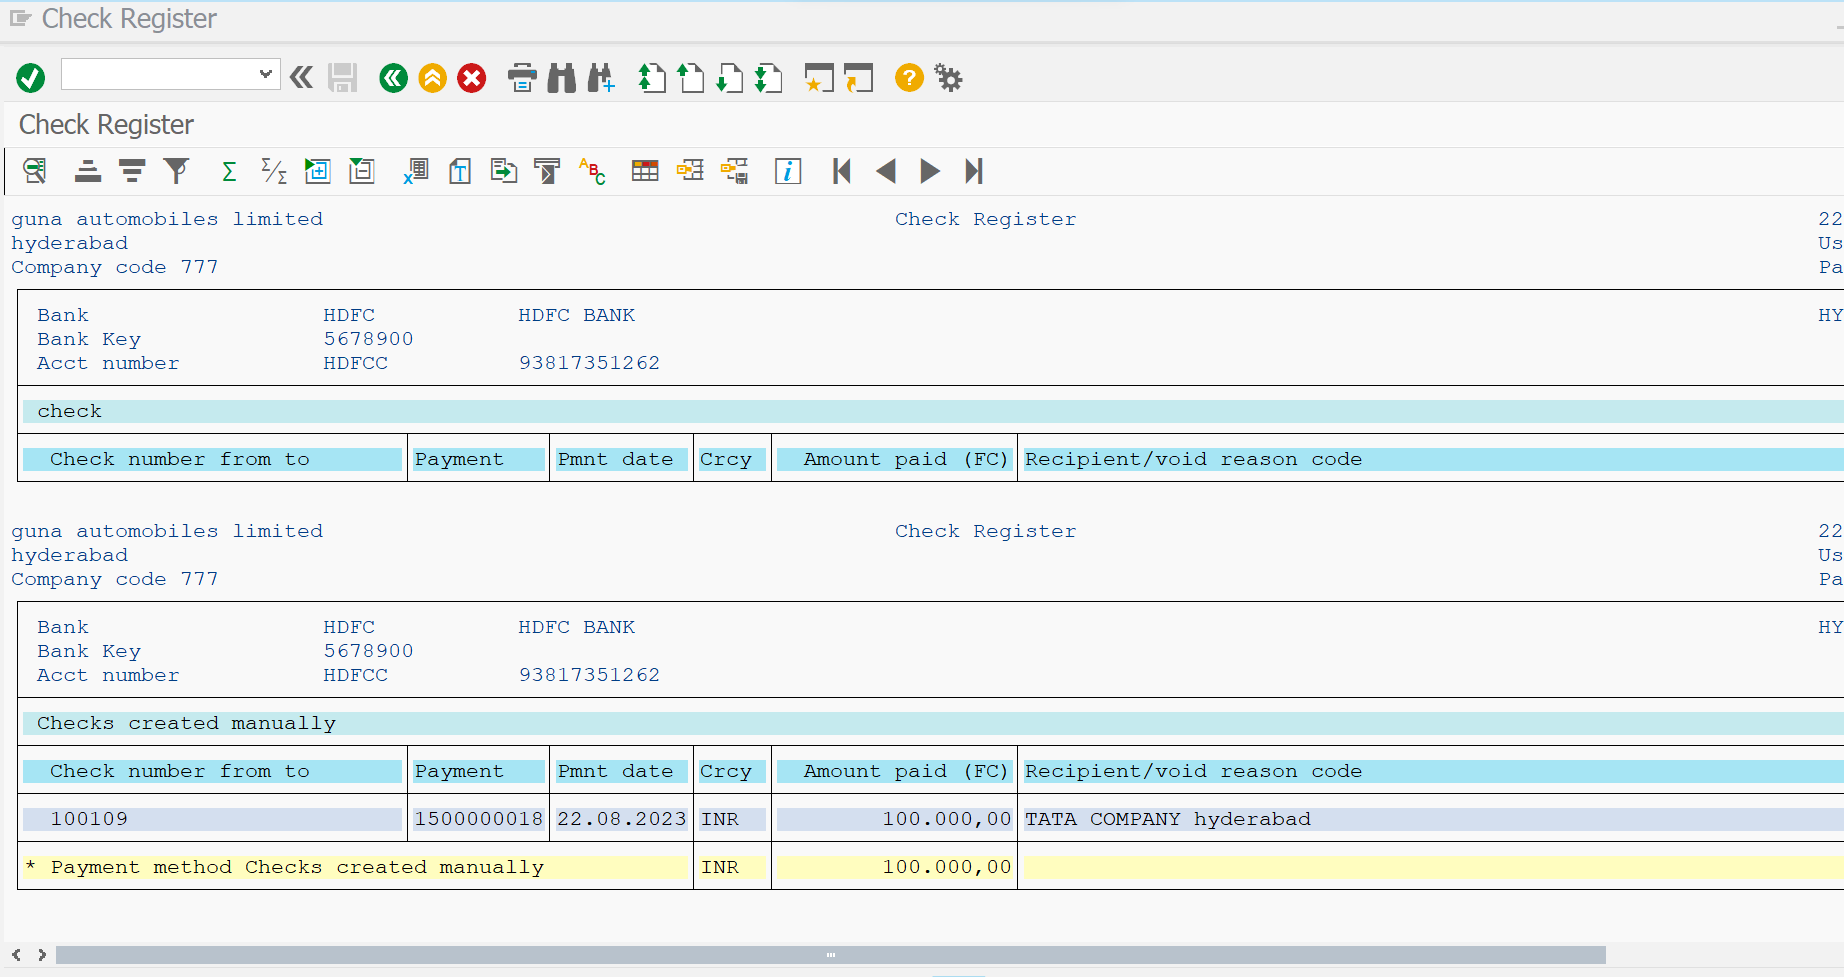 Check Register
Check Register
guna automobiles limited Check Register 22
hyderabad Us
Company code 777 Pa
Bank HDFC HDFC BANK HY
Bank Key 5678900
Acct number HDFCC 93817351262
check
Check number from to Payment Pmnt date Crcy Amount paid (FC) Recipient/void reason code
guna automobiles limited Check Register 22
hyderabad Us
Company code 777 Pa
Bank HDFC HDFC BANK HY
Bank Key 5678900
Acct number HDFCC 93817351262
Checks created manually
Check number from to Payment Pmnt date Crcy Amount paid (FC) Recipient/void reason code
100109 1500000018 22.08.2023 INR 100.000,00 TATA COMPANY hyderabad
* Payment method Checks created manually INR 100.000,00